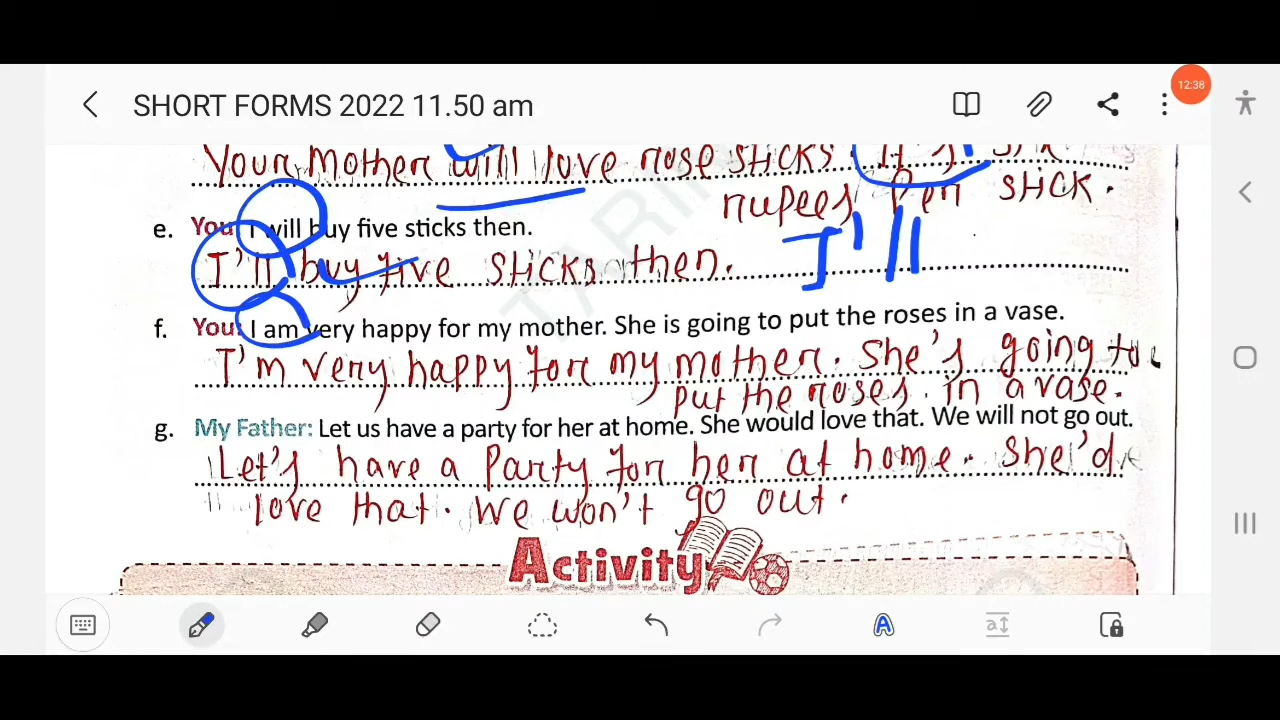 12:38
SHORT FORMS 2022 11.50 am
Your Mother will love rose sticks. It's six
rupees per stick.
e. You: I will buy five sticks then.
I'll
I'll buy five sticks then.
f. You: I am very happy for my mother. She is going to put the roses in a vase.
I'm very happy for my mother. She's going to
put the roses in a vase.
g. My Father: Let us have a party for her at home. She would love that. We will not go out.
Let's have a party for her at home. She'd
love that. We won't go out.
Activity